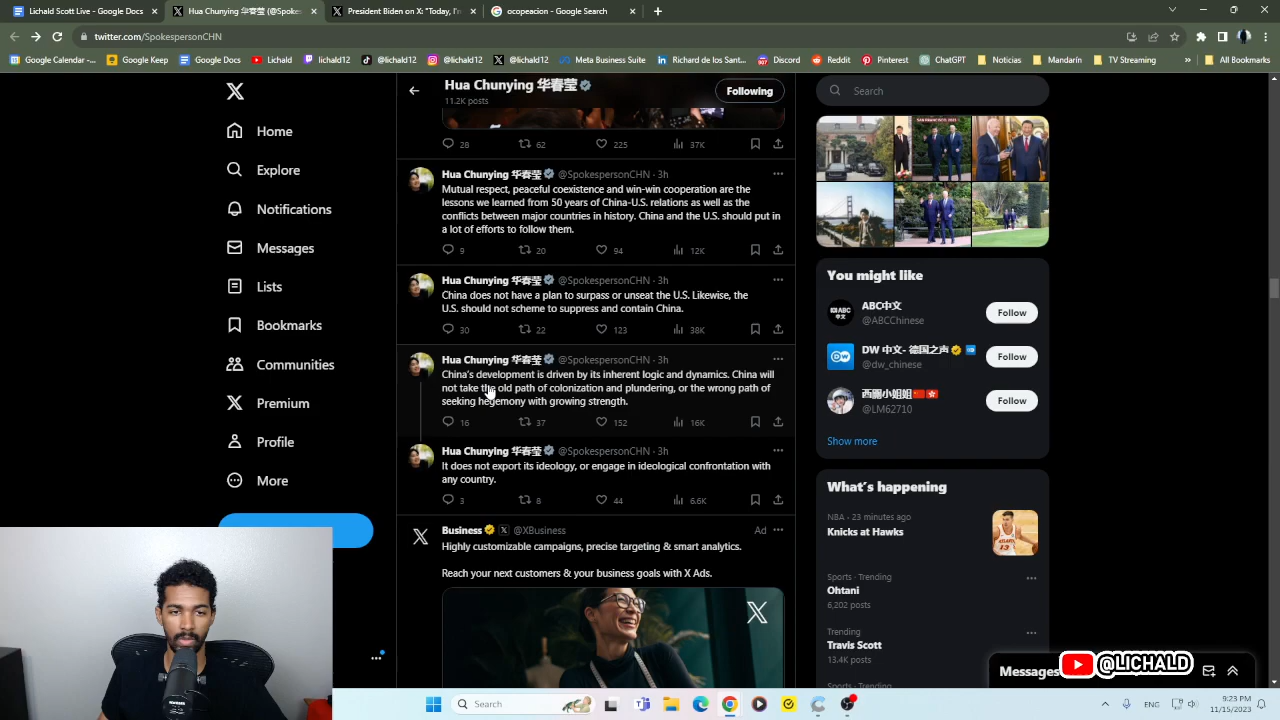 Lichald Scott Live - Google Docs
Hua Chunying 华春莹 (@Spoke
President Biden on X: "Today, I'
ocopeacion - Google Search
twitter.com/SpokespersonCHN
Google Calendar -...
Google Keep
Google Docs
Lichald
lichald12
@lichald12
@lichald12
@lichald12
Meta Business Suite
Richard de los Sant...
Discord
Reddit
Pinterest
ChatGPT
Noticias
Mandarín
TV Streaming
»
All Bookmarks
Home
Explore
Notifications
Messages
Lists
Bookmarks
Communities
Premium
Profile
More
Hua Chunying 华春莹
11.2K posts
Following
28 62 225 37K
Hua Chunying 华春莹 @SpokespersonCHN · 3h
Mutual respect, peaceful coexistence and win-win cooperation are the
lessons we learned from 50 years of China-U.S. relations as well as the
conflicts between major countries in history. China and the U.S. should put in
a lot of efforts to follow them.
9 20 94 12K
Hua Chunying 华春莹 @SpokespersonCHN · 3h
China does not have a plan to surpass or unseat the U.S. Likewise, the
U.S. should not scheme to suppress and contain China.
30 22 123 38K
Hua Chunying 华春莹 @SpokespersonCHN · 3h
China's development is driven by its inherent logic and dynamics. China will
not take the old path of colonization and plundering, or the wrong path of
seeking hegemony with growing strength.
16 37 152 16K
Hua Chunying 华春莹 @SpokespersonCHN · 3h
It does not export its ideology, or engage in ideological confrontation with
any country.
3 8 44 6.6K
Business X @XBusiness
Ad
Highly customizable campaigns, precise targeting & smart analytics.
Reach your next customers & your business goals with X Ads.
Search
You might like
ABC中文
@ABCChinese
Follow
DW 中文- 德国之声
@dw_chinese
Follow
@LM62710
Follow
Show more
What's happening
NBA · 23 minutes ago
Knicks at Hawks
Sports · Trending
Ohtani
6,202 posts
Trending
Travis Scott
13.4K posts
Messages
@LICHALD
Search
ENG
9:23 PM
11/15/2023